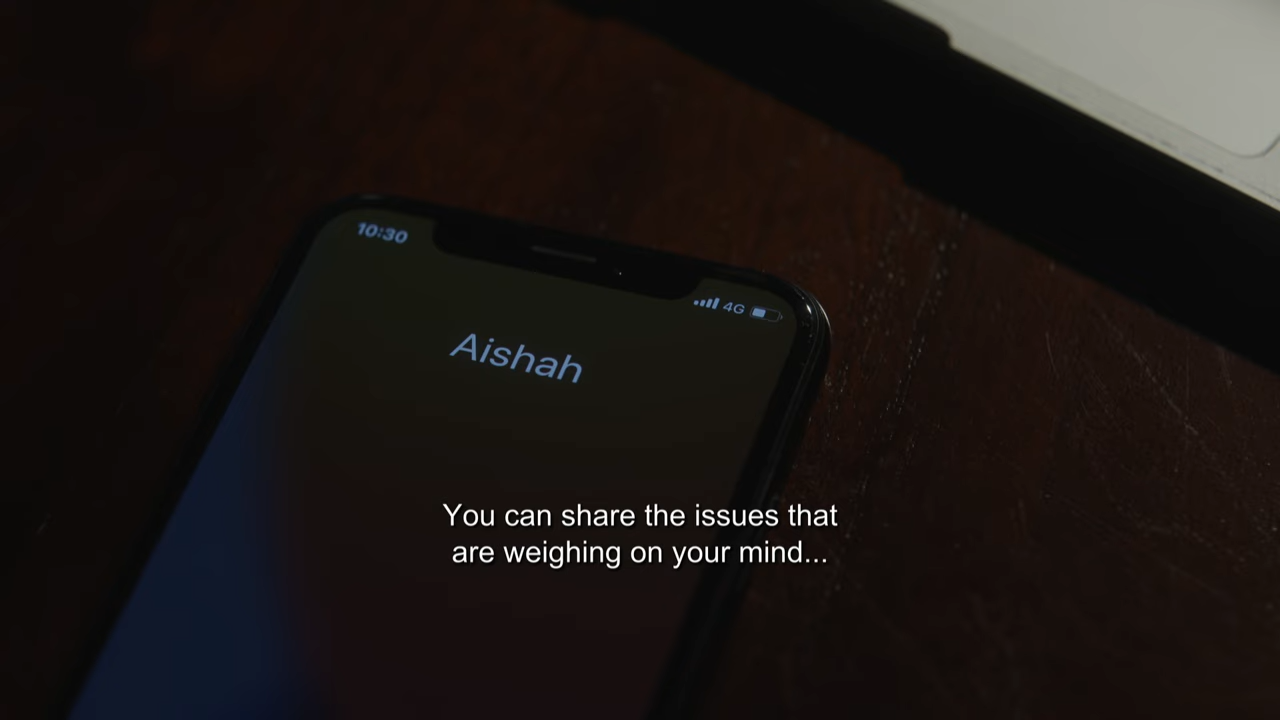 10:30
4G
Aishah
You can share the issues that
are weighing on your mind...